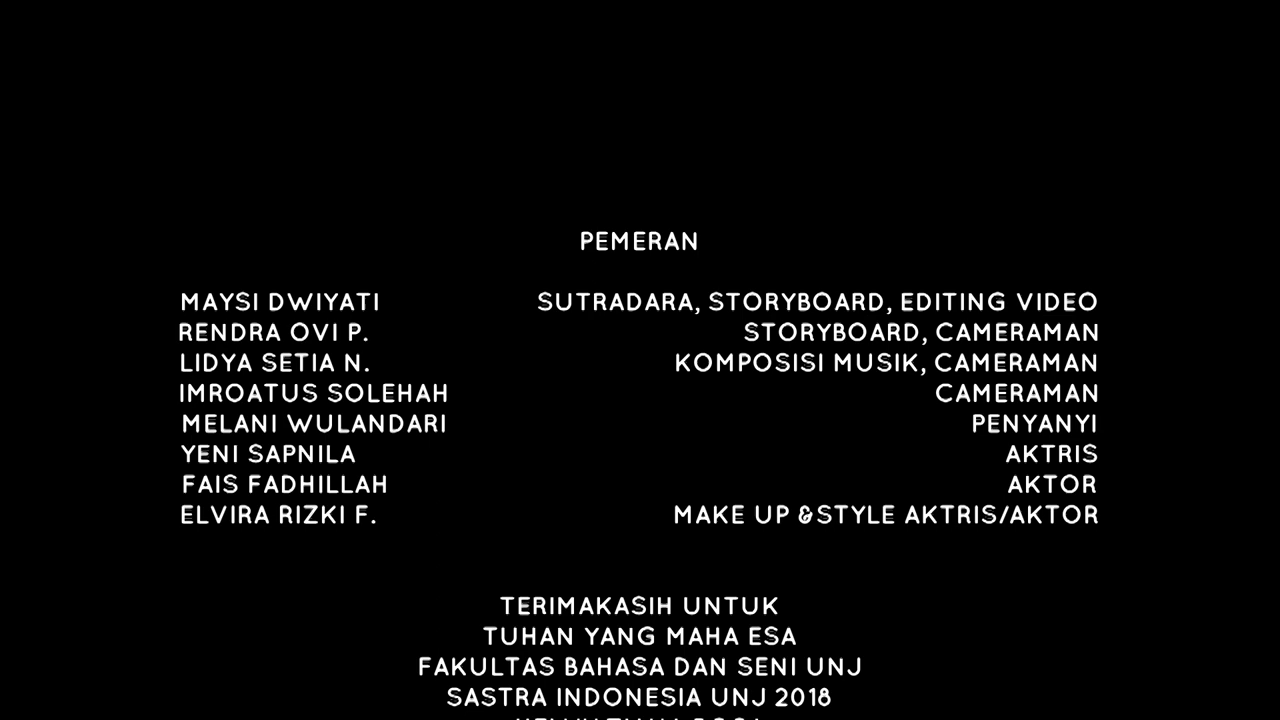 PEMERAN
MAYSI DWIYATI SUTRADARA, STORYBOARD, EDITING VIDEO
RENDRA OVI P. STORYBOARD, CAMERAMAN
LIDYA SETIA N. KOMPOSISI MUSIK, CAMERAMAN
IMROATUS SOLEHAH CAMERAMAN
MELANI WULANDARI PENYANYI
YENI SAPNILA AKTRIS
FAIS FADHILLAH AKTOR
ELVIRA RIZKI F. MAKE UP &STYLE AKTRIS/AKTOR
TERIMAKASIH UNTUK
TUHAN YANG MAHA ESA
FAKULTAS BAHASA DAN SENI UNJ
SASTRA INDONESIA UNJ 2018